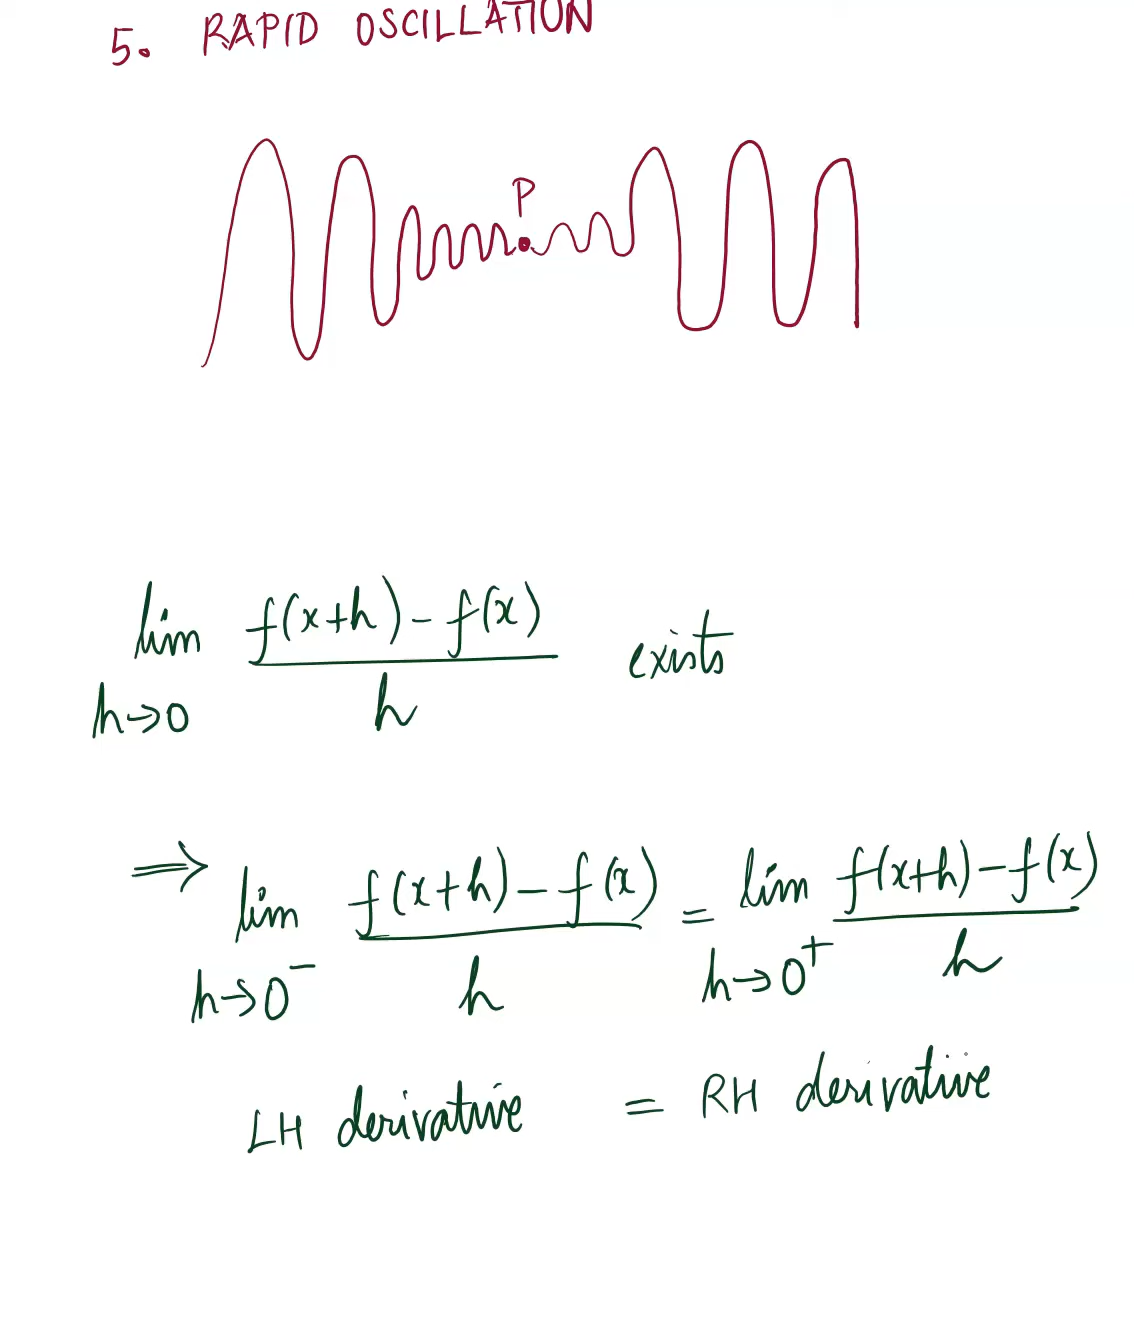 5. RAPID OSCILLATION
P
lim f(x+h) - f(x) exists
h→0 h
⇒ lim f(x+h) - f(x) = lim f(x+h) - f(x)
h→0⁻ h h→0⁺ h
LH derivative = RH derivative